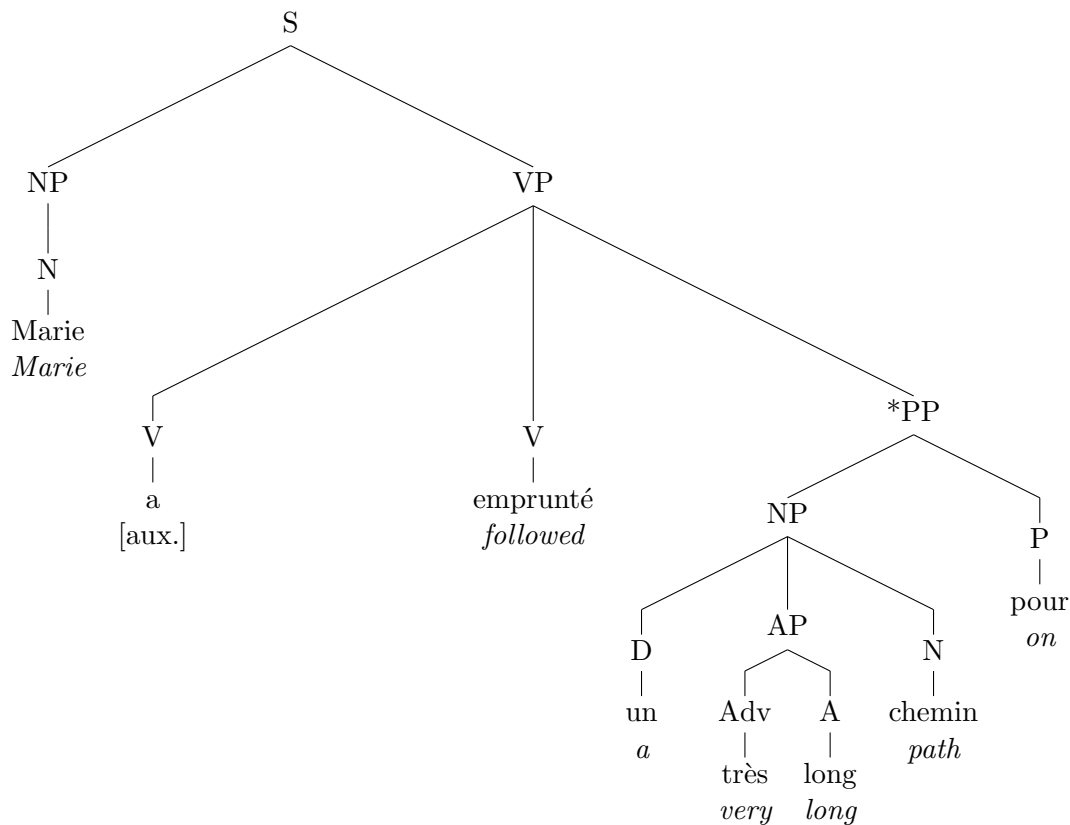 S
NP VP
N
Marie
Marie
*PP
V V
a emprunté
[aux.] followed
NP P
pour
on
D AP N
un Adv A chemin
a path
très long
very long